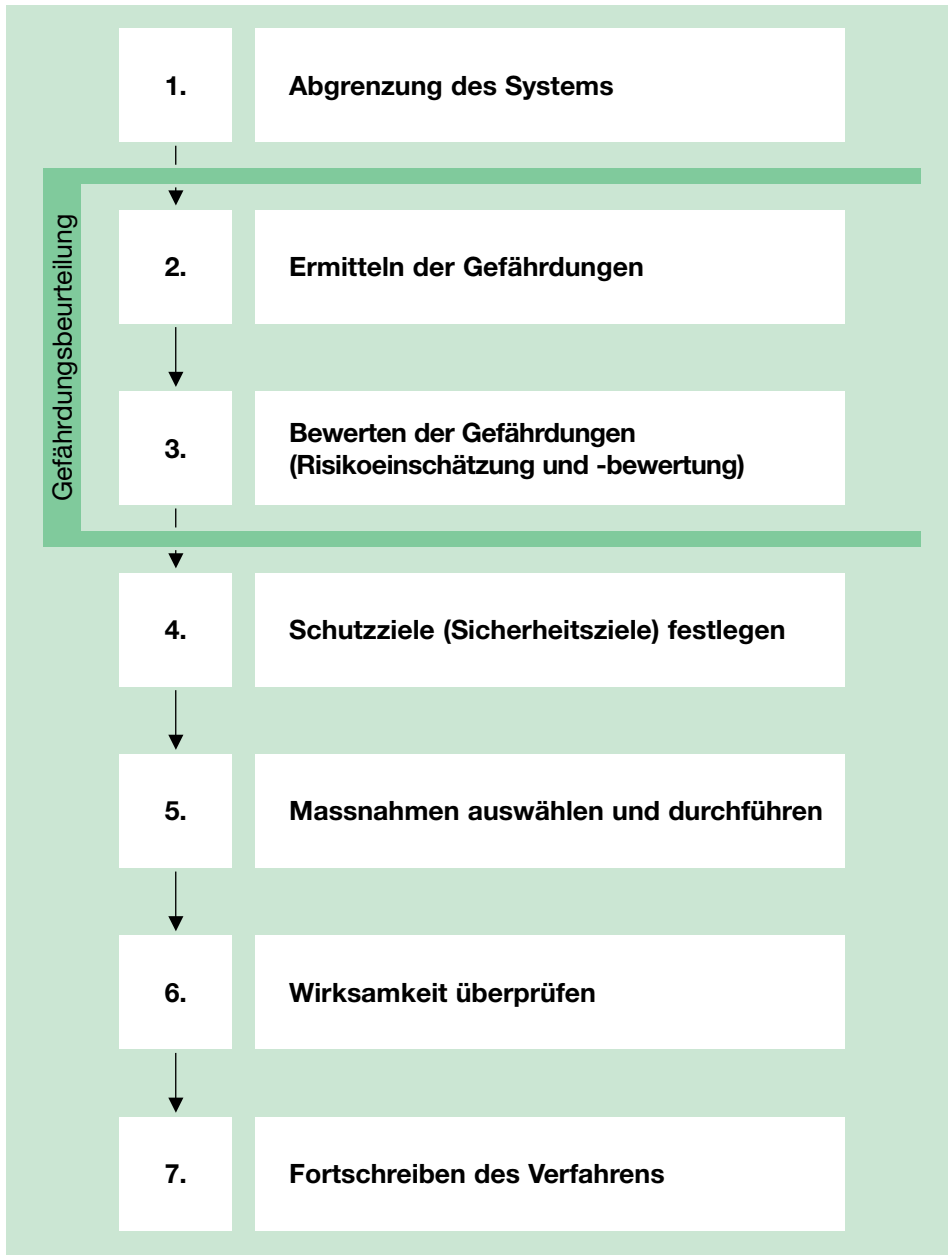 1.
Abgrenzung des Systems
Gefährdungsbeurteilung
2.
Ermitteln der Gefährdungen
3.
Bewerten der Gefährdungen
(Risikoeinschätzung und -bewertung)
4.
Schutzziele (Sicherheitsziele) festlegen
5.
Massnahmen auswählen und durchführen
6.
Wirksamkeit überprüfen
7.
Fortschreiben des Verfahrens